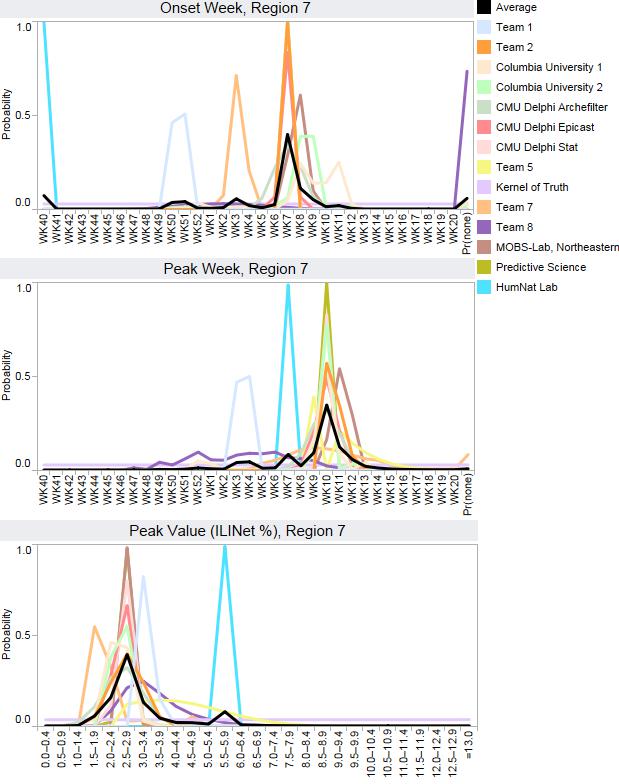 Onset Week, Region 7
1.0
0.5
0.0
Probability
WK40
WK41
WK42
WK43
WK44
WK45
WK46
WK47
WK48
WK49
WK50
WK51
WK52
WK1
WK2
WK3
WK4
WK5
WK6
WK7
WK8
WK9
WK10
WK11
WK12
WK13
WK14
WK15
WK16
WK17
WK18
WK19
WK20
Pr(none)
Average
Team 1
Team 2
Columbia University 1
Columbia University 2
CMU Delphi Archefilter
CMU Delphi Epicast
CMU Delphi Stat
Team 5
Kernel of Truth
Team 7
Team 8
MOBS-Lab, Northeastern
Predictive Science
HumNat Lab
Peak Week, Region 7
1.0
0.5
0.0
Probability
WK40
WK41
WK42
WK43
WK44
WK45
WK46
WK47
WK48
WK49
WK50
WK51
WK52
WK1
WK2
WK3
WK4
WK5
WK6
WK7
WK8
WK9
WK10
WK11
WK12
WK13
WK14
WK15
WK16
WK17
WK18
WK19
WK20
Pr(none)
Peak Value (ILINet %), Region 7
1.0
0.5
0.0
Probability
0.0–0.4
0.5–0.9
1.0–1.4
1.5–1.9
2.0–2.4
2.5–2.9
3.0–3.4
3.5–3.9
4.0–4.4
4.5–4.9
5.0–5.4
5.5–5.9
6.0–6.4
6.5–6.9
7.0–7.4
7.5–7.9
8.0–8.4
8.5–8.9
9.0–9.4
9.5–9.9
10.0–10.4
10.5–10.9
11.0–11.4
11.5–11.9
12.0–12.4
12.5–12.9
=13.0